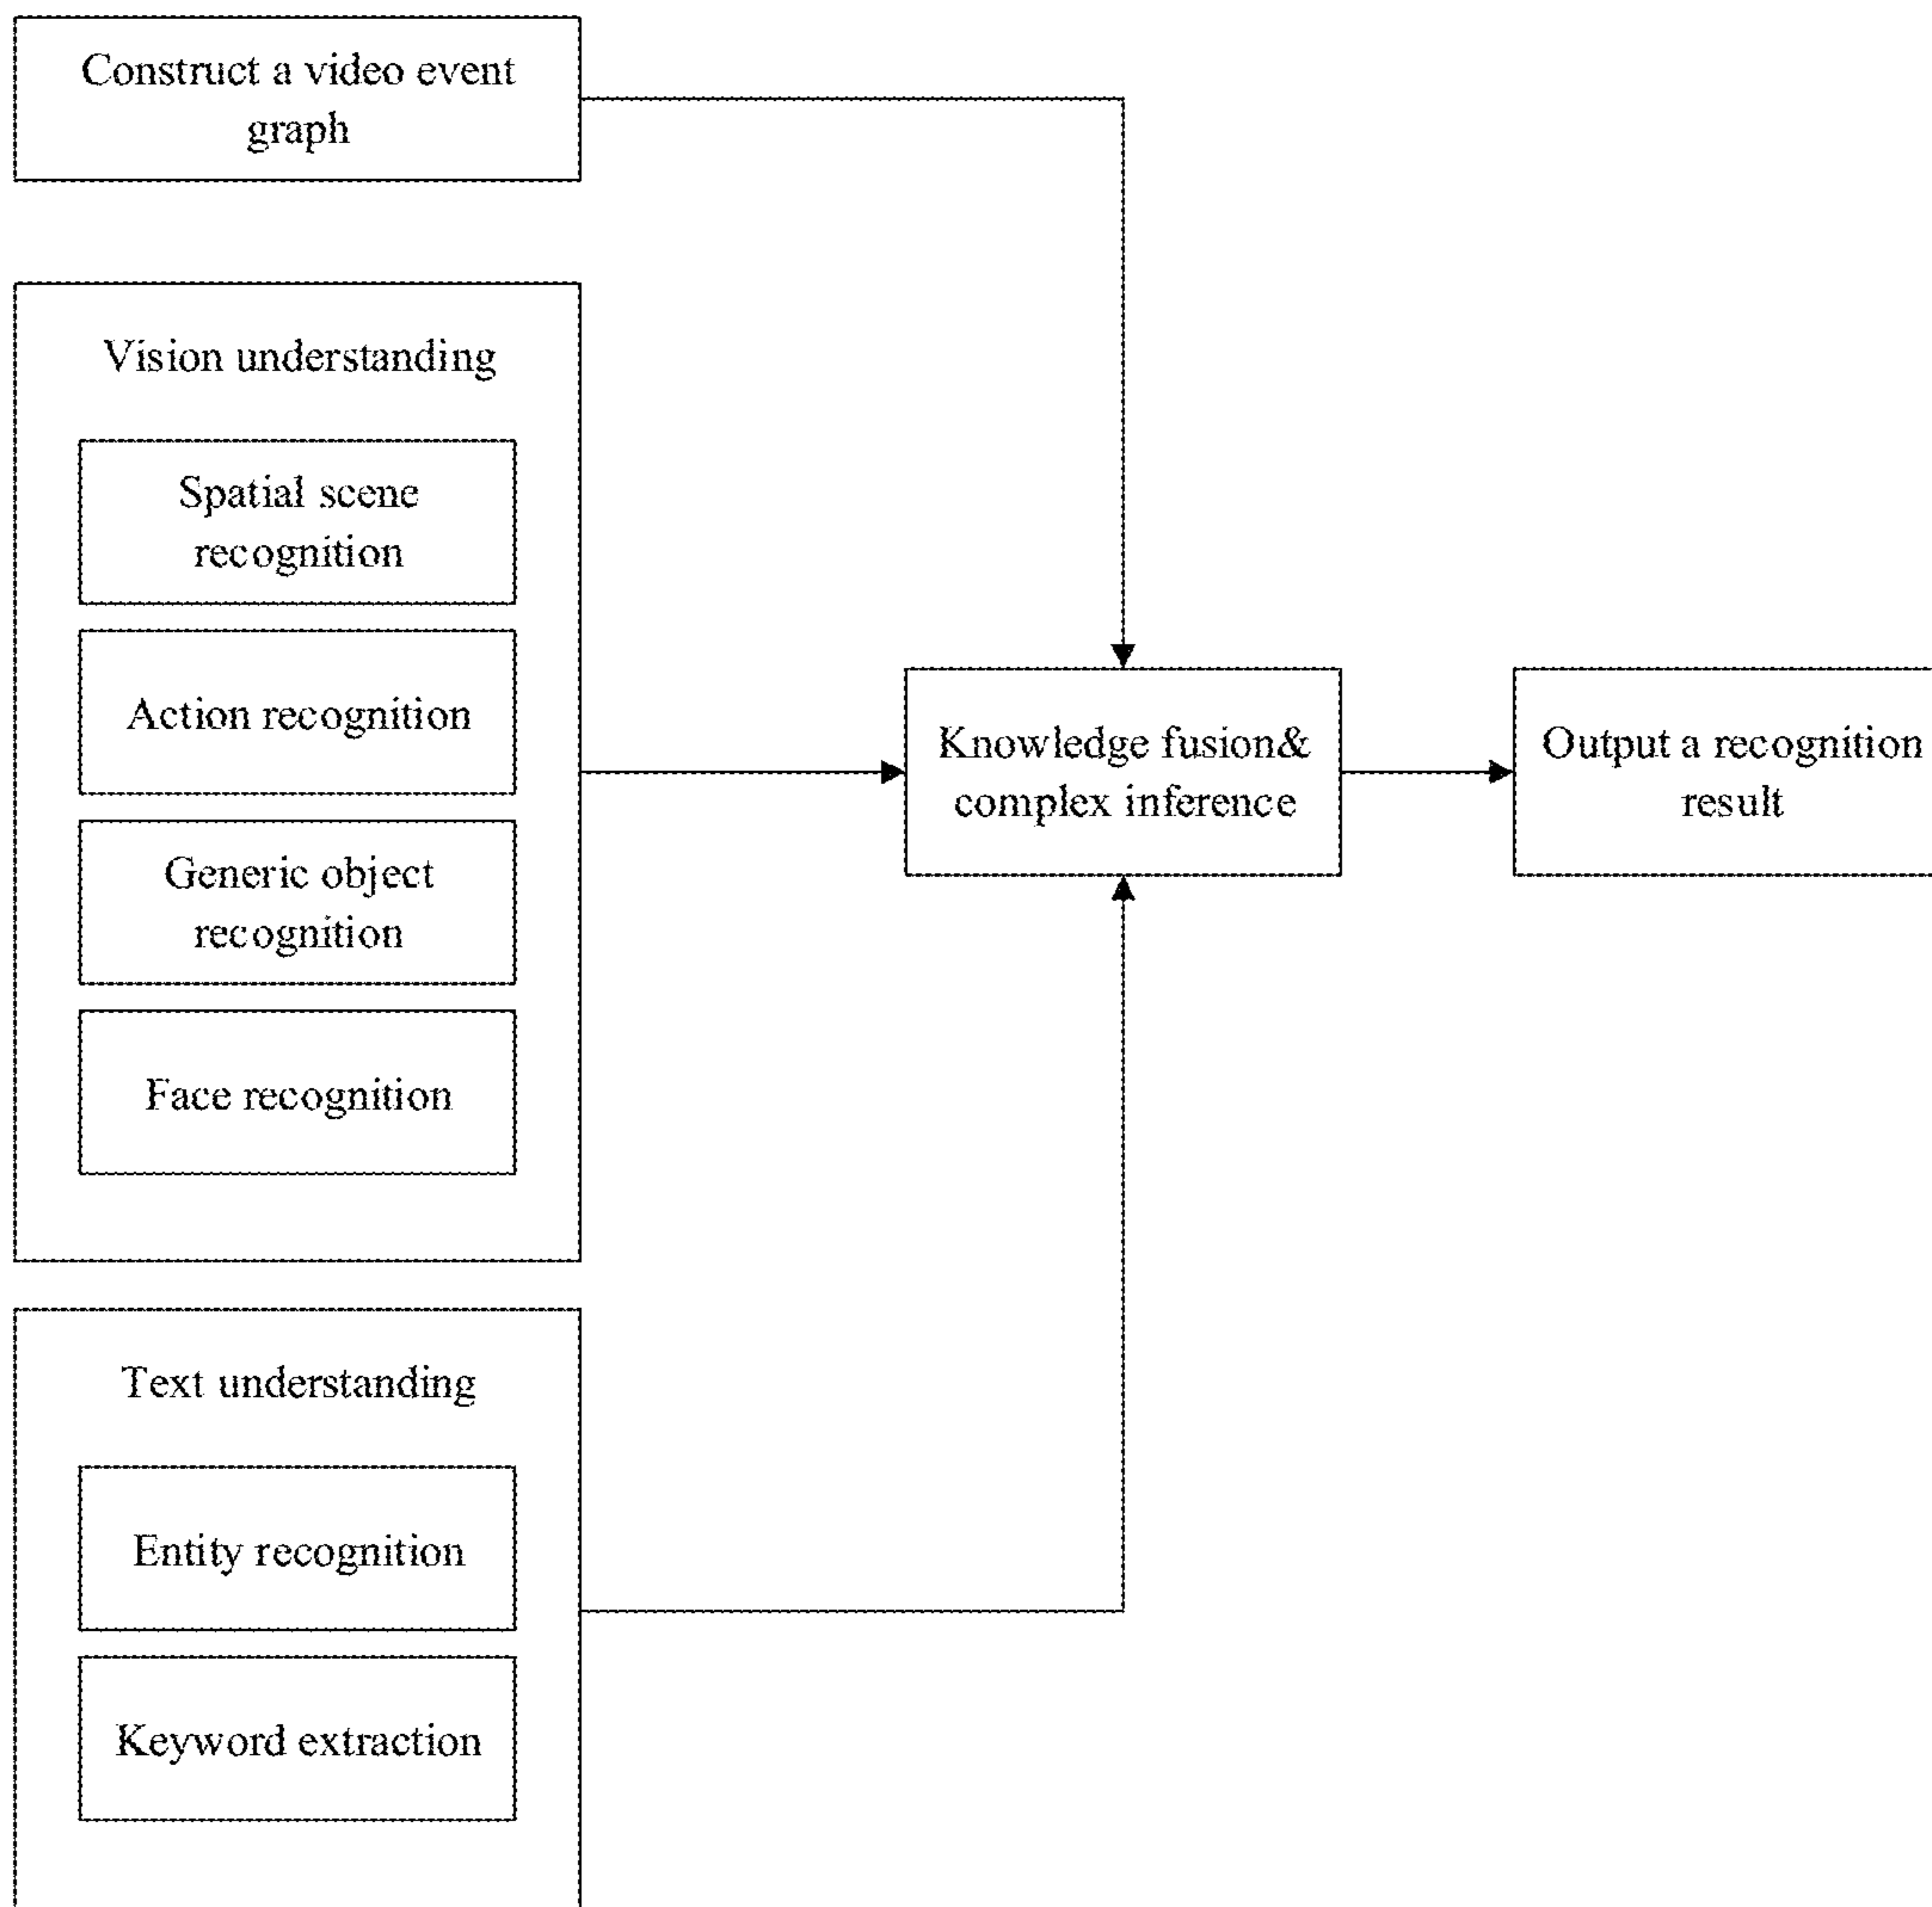 Construct a video event
graph
Vision understanding
Spatial scene
recognition
Action recognition
Generic object
recognition
Face recognition
Text understanding
Entity recognition
Keyword extraction
Knowledge fusion&
complex inference
Output a recognition
result